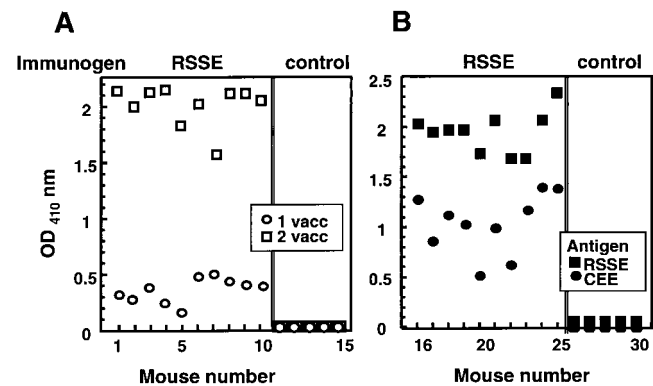 A
B
Immunogen RSSE control
RSSE control
2
1.5
1
0.5
0
OD 410 nm
1 vacc
2 vacc
1 5 10 15
Mouse number
2.5
2
1.5
1
0.5
0
Antigen
RSSE
CEE
16 20 25 30
Mouse number